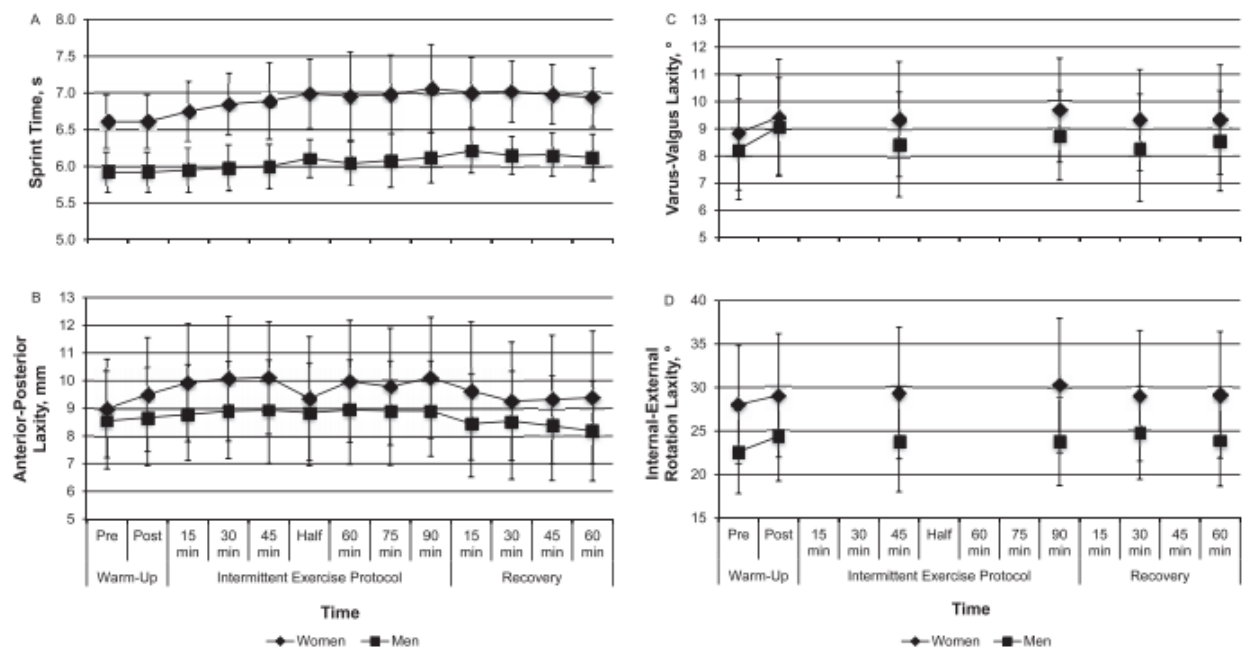 A
Sprint Time, s
8.0
7.5
7.0
6.5
6.0
5.5
5.0
B
Anterior-Posterior
Laxity, mm
13
12
11
10
9
8
7
6
5
Pre Post 15 min 30 min 45 min Half 60 min 75 min 90 min 15 min 30 min 45 min 60 min
Warm-Up Intermittent Exercise Protocol Recovery
Time
Women Men
C
Varus-Valgus Laxity, °
13
12
11
10
9
8
7
6
5
D
Internal-External
Rotation Laxity, °
40
35
30
25
20
15
Pre Post 15 min 30 min 45 min Half 60 min 75 min 90 min 15 min 30 min 45 min 60 min
Warm-Up Intermittent Exercise Protocol Recovery
Time
Women Men